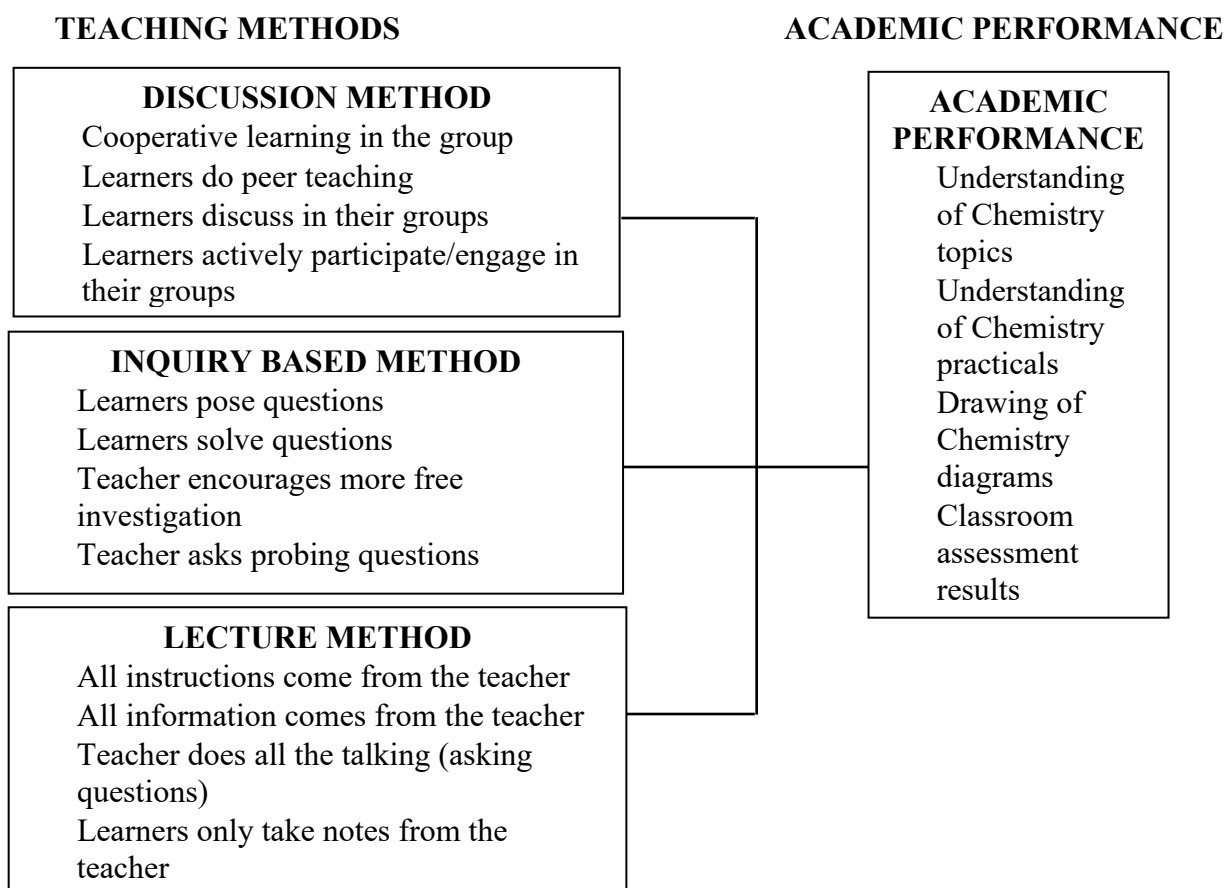 TEACHING METHODS
ACADEMIC PERFORMANCE
DISCUSSION METHOD
Cooperative learning in the group
Learners do peer teaching
Learners discuss in their groups
Learners actively participate/engage in
their groups
INQUIRY BASED METHOD
Learners pose questions
Learners solve questions
Teacher encourages more free
investigation
Teacher asks probing questions
LECTURE METHOD
All instructions come from the teacher
All information comes from the teacher
Teacher does all the talking (asking
questions)
Learners only take notes from the
teacher
ACADEMIC
PERFORMANCE
Understanding
of Chemistry
topics
Understanding
of Chemistry
practicals
Drawing of
Chemistry
diagrams
Classroom
assessment
results